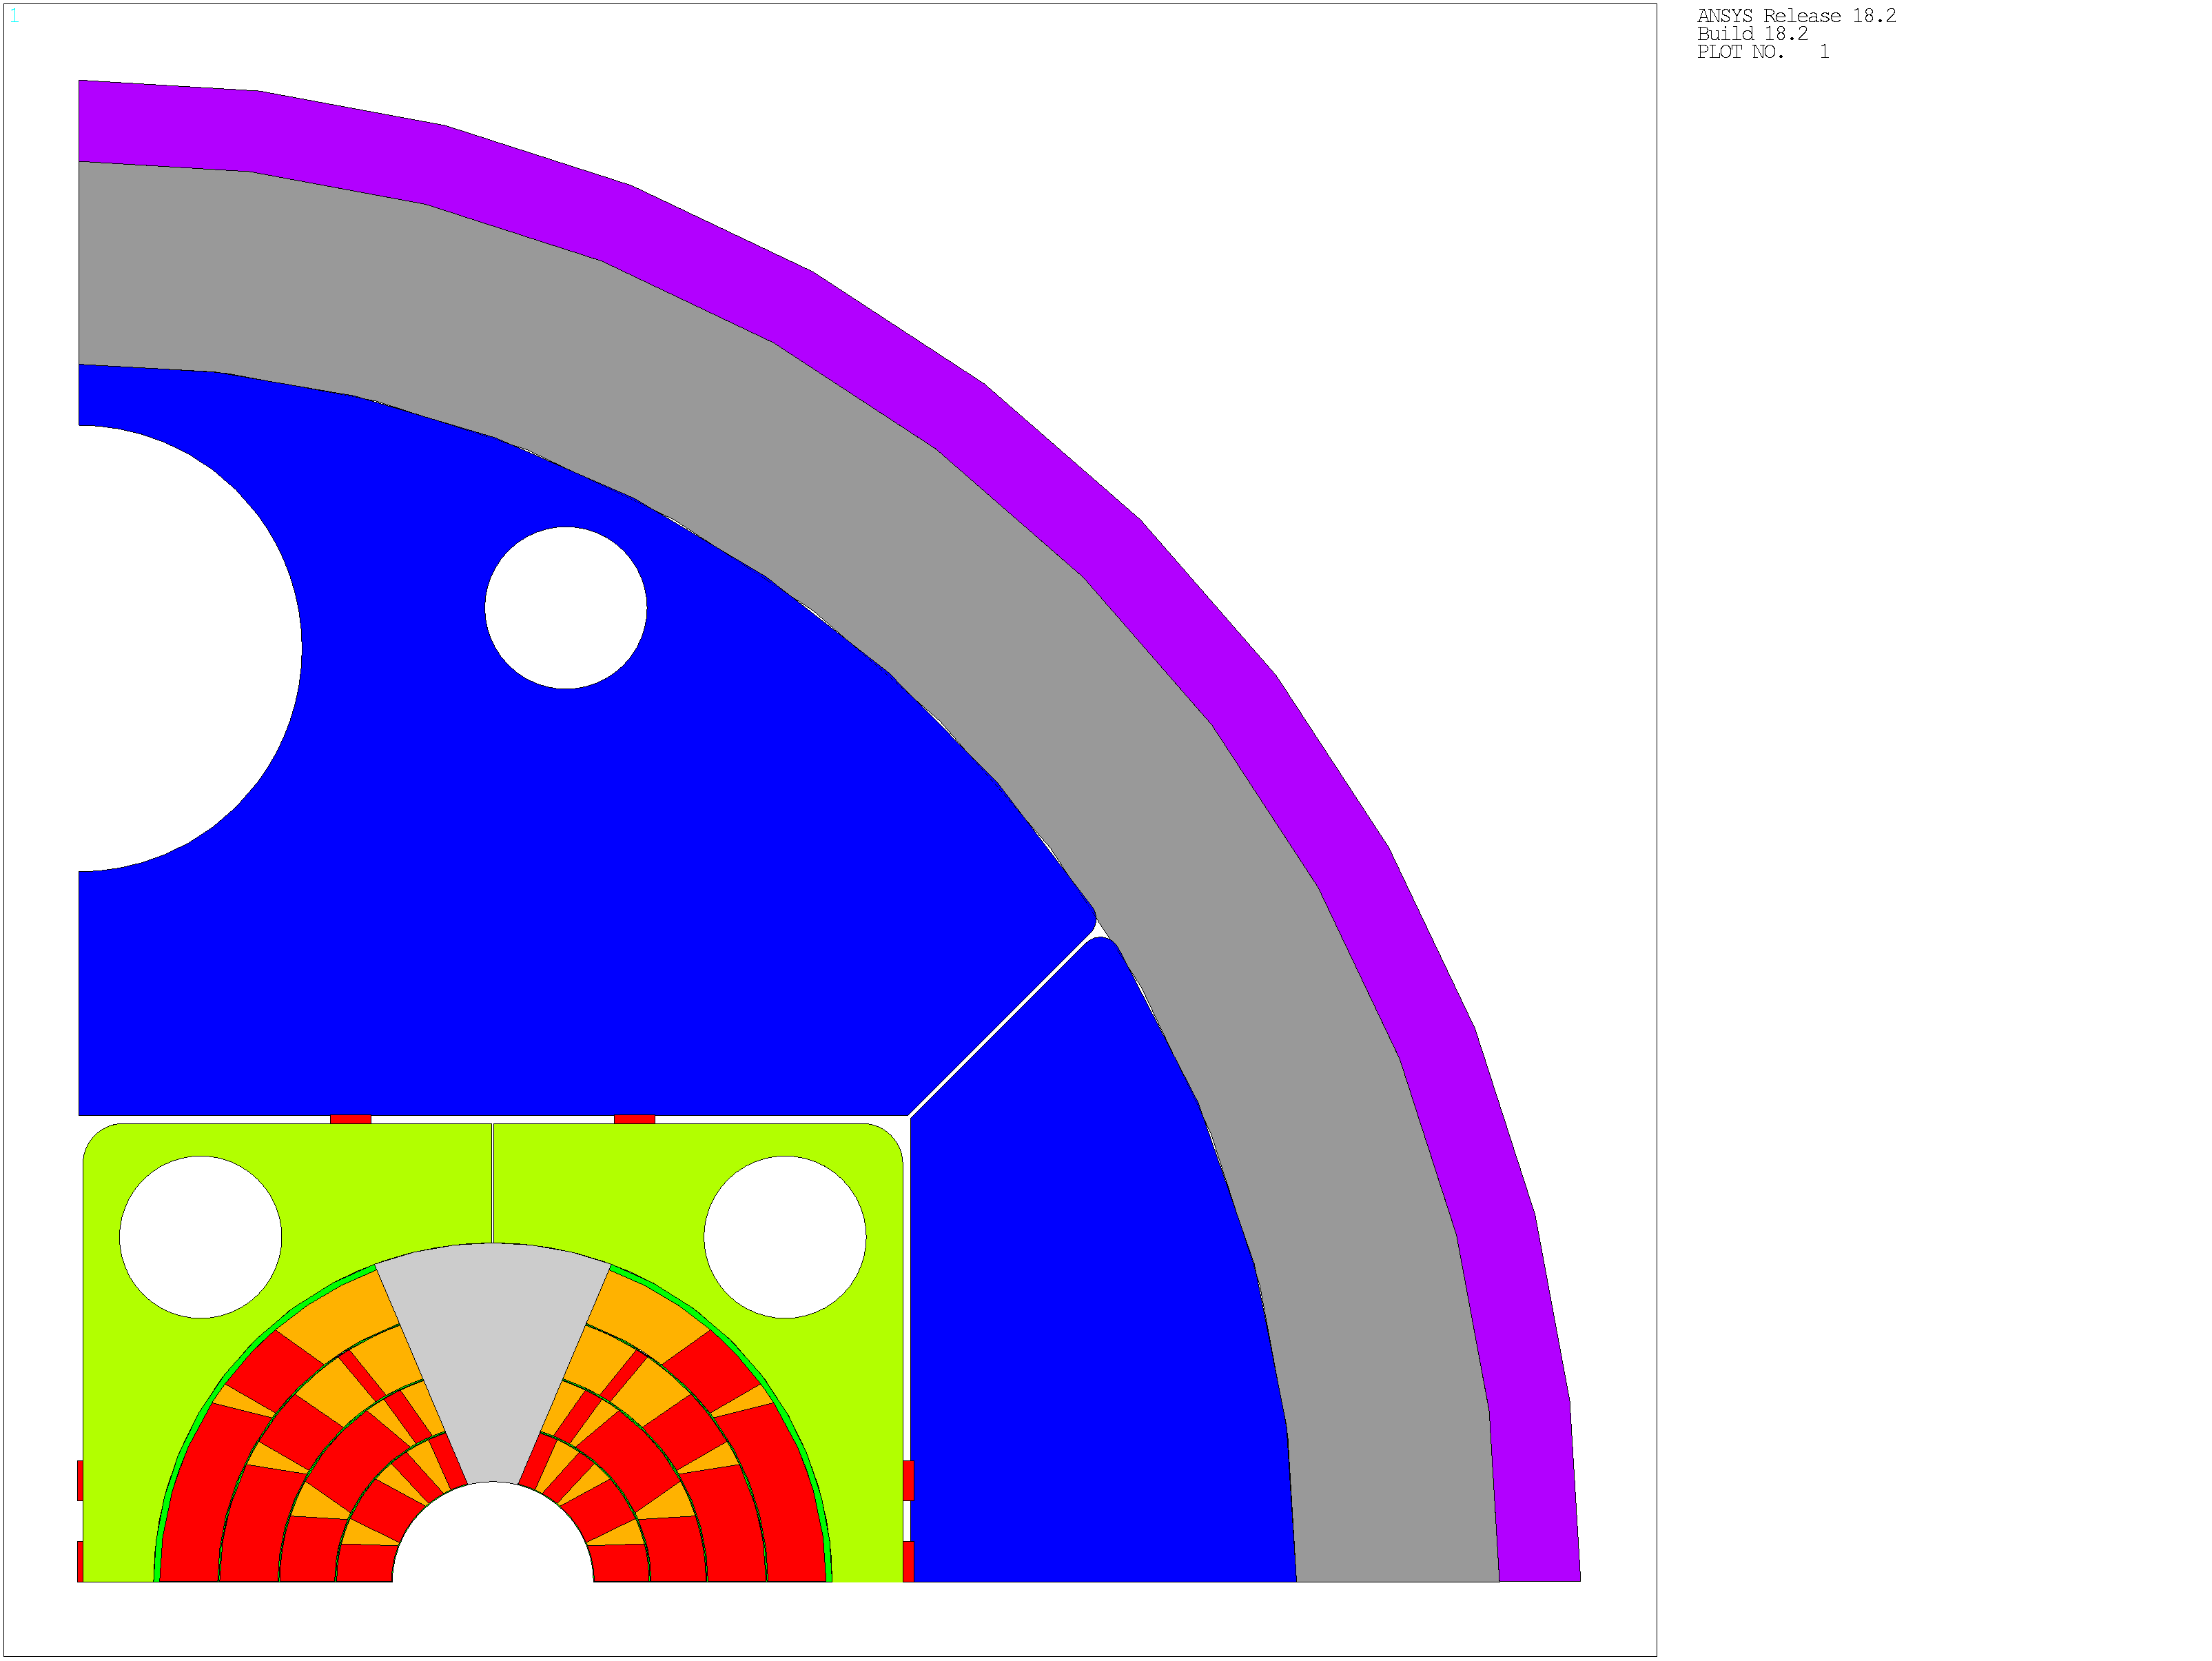 1
ANSYS Release 18.2
Build 18.2
PLOT NO. 1